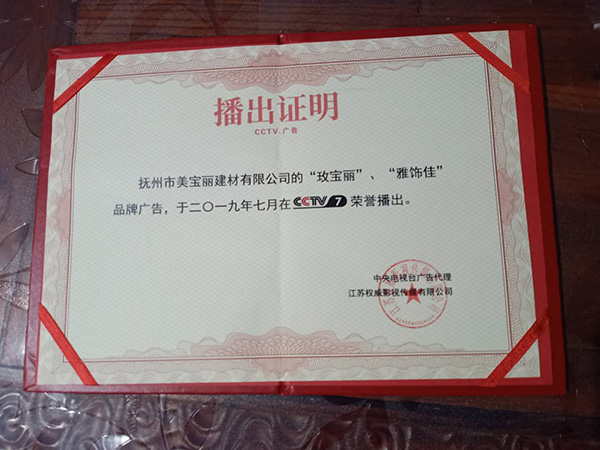 播出证明
CCTV.广告
抚州市美宝丽建材有限公司的“玫宝丽”、“雅饰佳”
品牌广告，于二〇一九年七月在CCTV 7荣誉播出。
中央电视台广告代理
江苏权威影视传媒有限公司